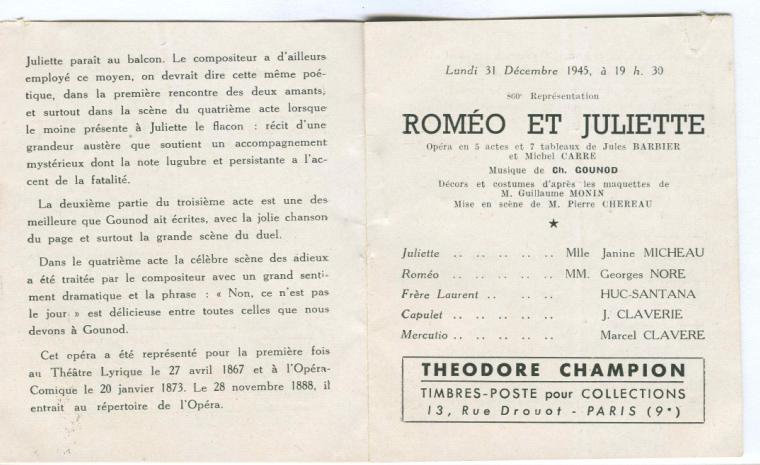 Juliette paraît au balcon. Le compositeur a d'ailleurs
employé ce moyen, on devrait dire cette même poé-
tique, dans la première rencontre des deux amants,
et surtout dans la scène du quatrième acte lorsque
le moine présente à Juliette le flacon : récit d'une
grandeur austère que soutient un accompagnement
mystérieux dont la note lugubre et persistante a l'ac-
cent de la fatalité.
La deuxième partie du troisième acte est une des
meilleure que Gounod ait écrites, avec la jolie chanson
du page et surtout la grande scène du duel.
Dans le quatrième acte la célèbre scène des adieux
a été traitée par le compositeur avec un grand senti-
ment dramatique et la phrase : « Non, ce n'est pas
le jour » est délicieuse entre toutes celles que nous
devons à Gounod.
Cet opéra a été représenté pour la première fois
au Théâtre Lyrique le 27 avril 1867 et à l'Opéra-
Comique le 20 janvier 1873. Le 28 novembre 1888, il
entrait au répertoire de l'Opéra.
Lundi 31 Décembre 1945, à 19 h. 30
860e Représentation
ROMÉO ET JULIETTE
Opéra en 5 actes et 7 tableaux de Jules BARBIER
et Michel CARRE
Musique de Ch. GOUNOD
Décors et costumes d'après les maquettes de
M. Guillaume MONIN
Mise en scène de M. Pierre CHEREAU
Juliette .. .. .. .. .. Mlle Janine MICHEAU
Roméo .. .. .. .. .. MM. Georges NORE
Frère Laurent .. .. .. .. HUC-SANTANA
Capulet .. .. .. .. .. J. CLAVERIE
Mercutio .. .. .. .. .. Marcel CLAVERE
THEODORE CHAMPION
TIMBRES-POSTE pour COLLECTIONS
13, Rue Drouot - PARIS (9e)